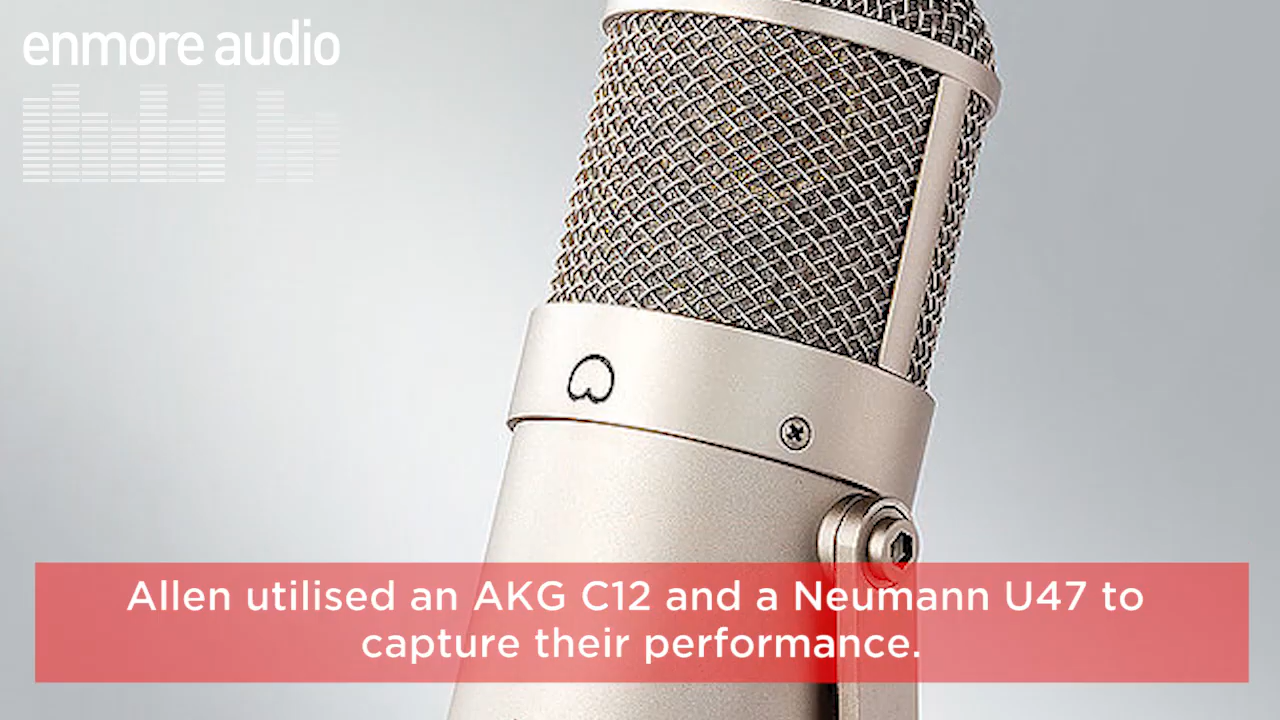 enmore audio
Allen utilised an AKG C12 and a Neumann U47 to
capture their performance.